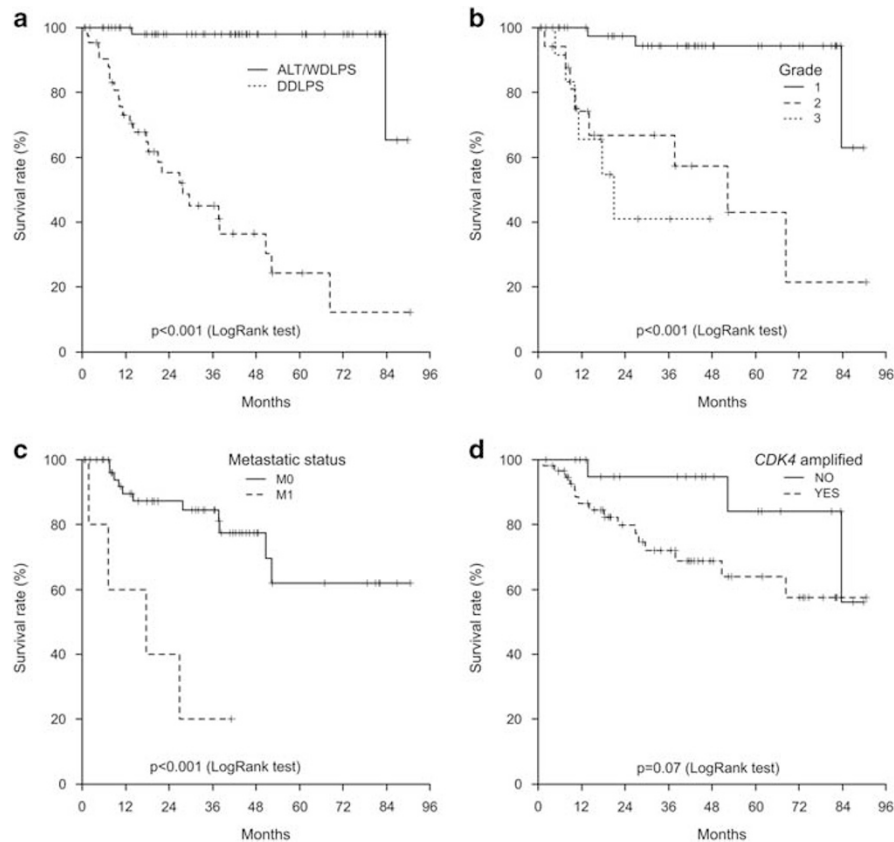 a
100
80
60
40
20
0
Survival rate (%)
ALT/WDLPS
DDLPS
p<0.001 (LogRank test)
0 12 24 36 48 60 72 84 96
Months
b
100
80
60
40
20
0
Survival rate (%)
Grade
1
2
3
p<0.001 (LogRank test)
0 12 24 36 48 60 72 84 96
Months
c
100
80
60
40
20
0
Survival rate (%)
Metastatic status
M0
M1
p<0.001 (LogRank test)
0 12 24 36 48 60 72 84 96
Months
d
100
80
60
40
20
0
Survival rate (%)
CDK4 amplified
NO
YES
p=0.07 (LogRank test)
0 12 24 36 48 60 72 84 96
Months